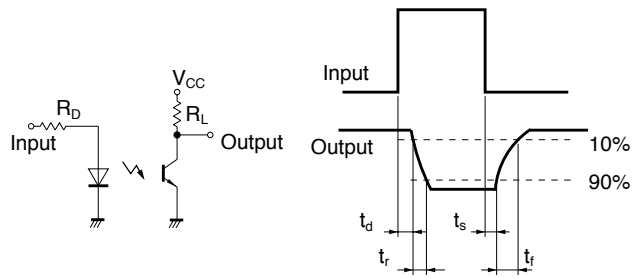 R_D
Input
V_CC
R_L
Output
Input
Output
10%
90%
t_d
t_s
t_r
t_f